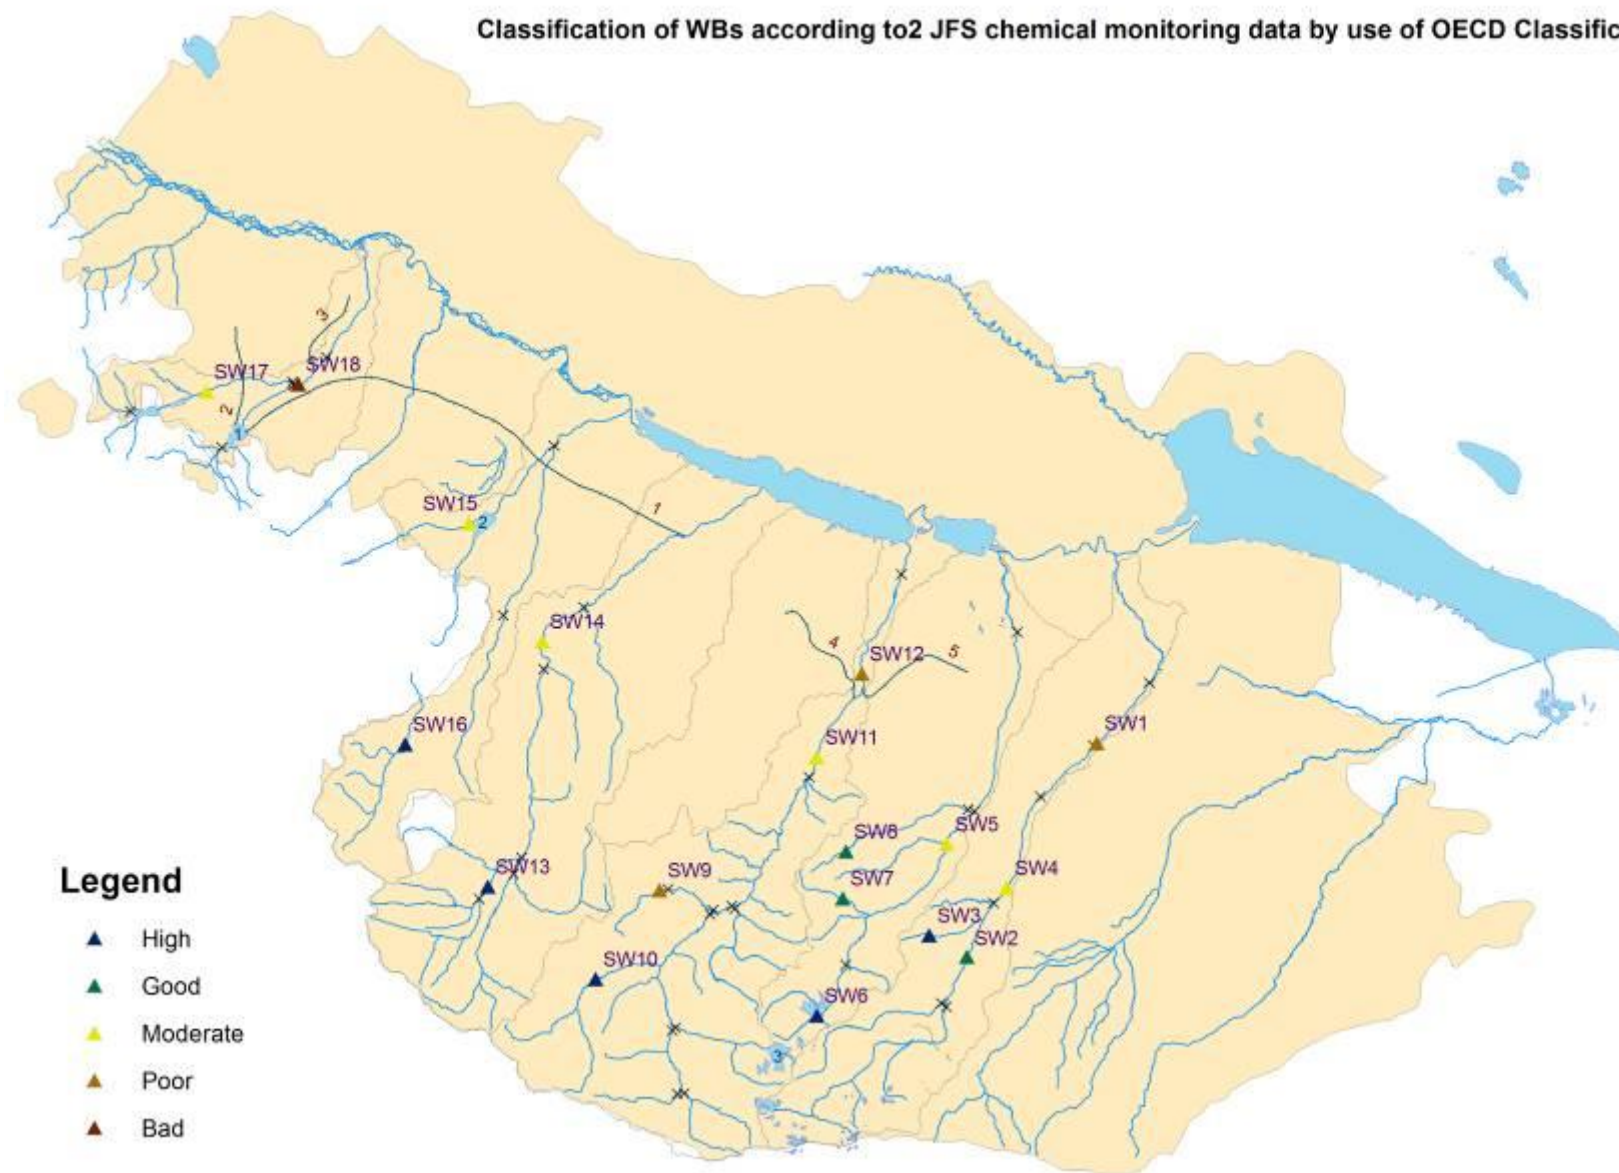 Classification of WBs according to2 JFS chemical monitoring data by use of OECD Classific
3
SW18
SW17
2
1
SW15
2
1
SW14
4
SW12
5
SW16
SW11
SW1
SW8
SW5
SW13
SW9
SW7
SW4
SW3
SW2
SW10
SW6
3
Legend
High
Good
Moderate
Poor
Bad